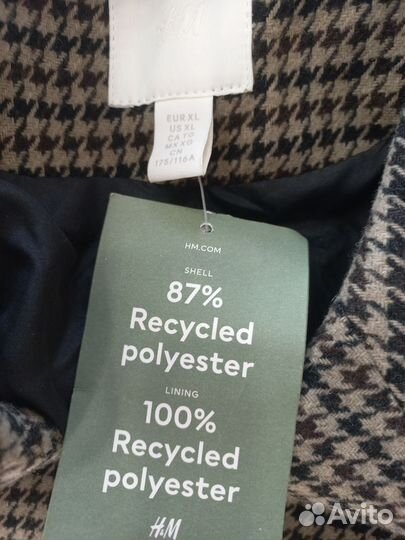 H&M
EUR XL
US XL
CA TG
MX XG
CN
175/116A
HM.COM
SHELL
87%
Recycled
polyester
LINING
100%
Recycled
polyester
H&M
Avito